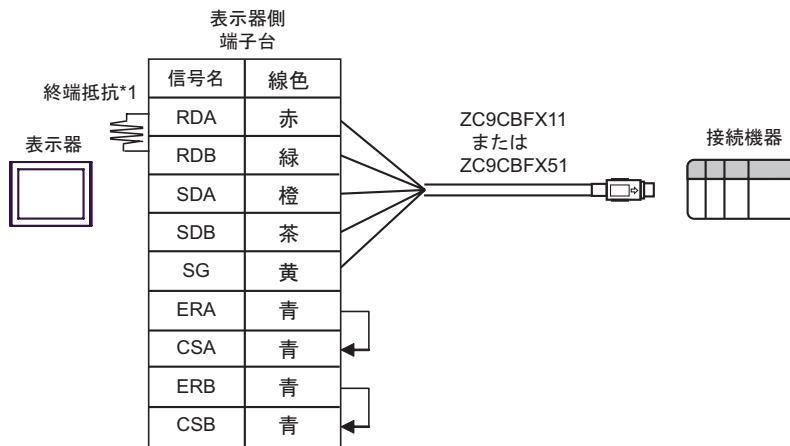 表示器側
端子台
終端抵抗*1
表示器
信号名 線色
RDA 赤
RDB 緑
SDA 橙
SDB 茶
SG 黄
ERA 青
CSA 青
ERB 青
CSB 青
ZC9CBFX11
または
ZC9CBFX51
接続機器